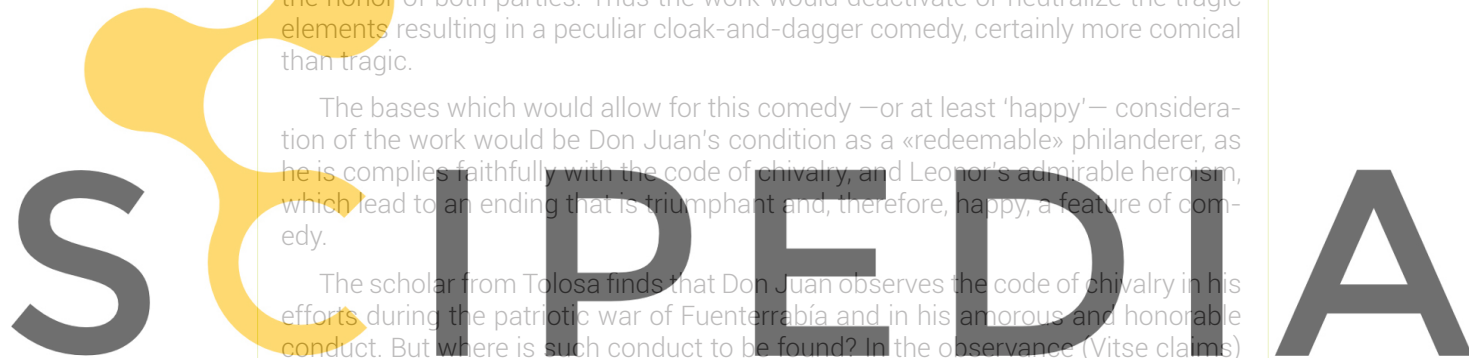 the honor of both parties. Thus the work would deactivate or neutralize the tragic
elements resulting in a peculiar cloak-and-dagger comedy, certainly more comical
than tragic.
The bases which would allow for this comedy —or at least ‘happy’— considera-
tion of the work would be Don Juan’s condition as a «redeemable» philanderer, as
he is complies faithfully with the code of chivalry, and Leonor’s admirable heroism,
which lead to an ending that is triumphant and, therefore, happy, a feature of com-
edy.
The scholar from Tolosa finds that Don Juan observes the code of chivalry in his
efforts during the patriotic war of Fuenterrabía and in his amorous and honorable
conduct. But where is such conduct to be found? In the observance (Vitse claims)
SCIPEDIA